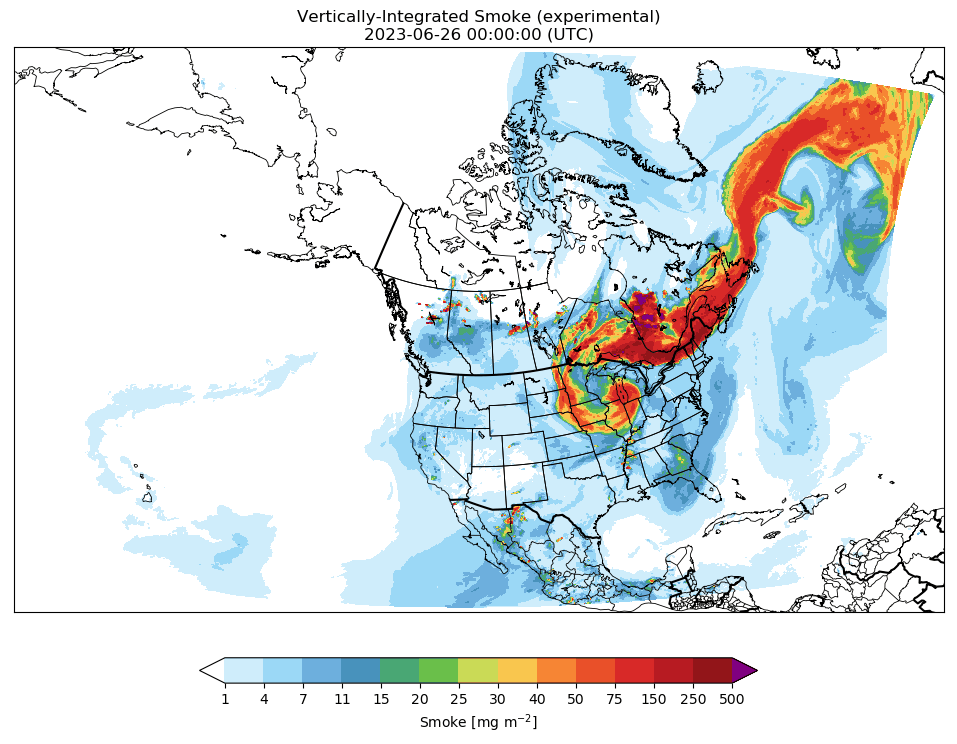 Vertically-Integrated Smoke (experimental)
2023-06-26 00:00:00 (UTC)
1 4 7 11 15 20 25 30 40 50 75 150 250 500
Smoke [mg m⁻²]